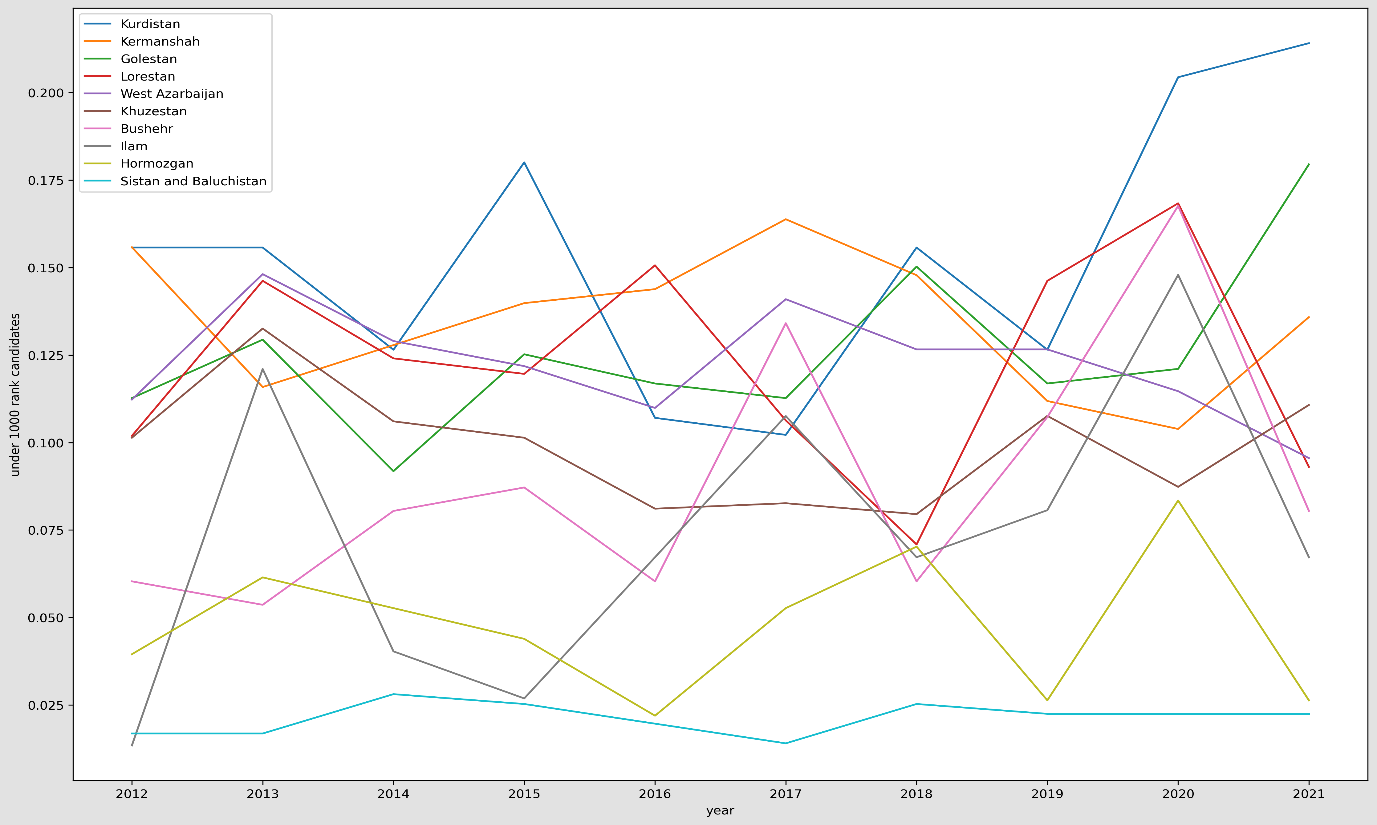 Kurdistan
Kermanshah
Golestan
Lorestan
West Azarbaijan
Khuzestan
Bushehr
Ilam
Hormozgan
Sistan and Baluchistan
0.200
0.175
0.150
0.125
0.100
0.075
0.050
0.025
under 1000 rank candidates
2012 2013 2014 2015 2016 2017 2018 2019 2020 2021
year